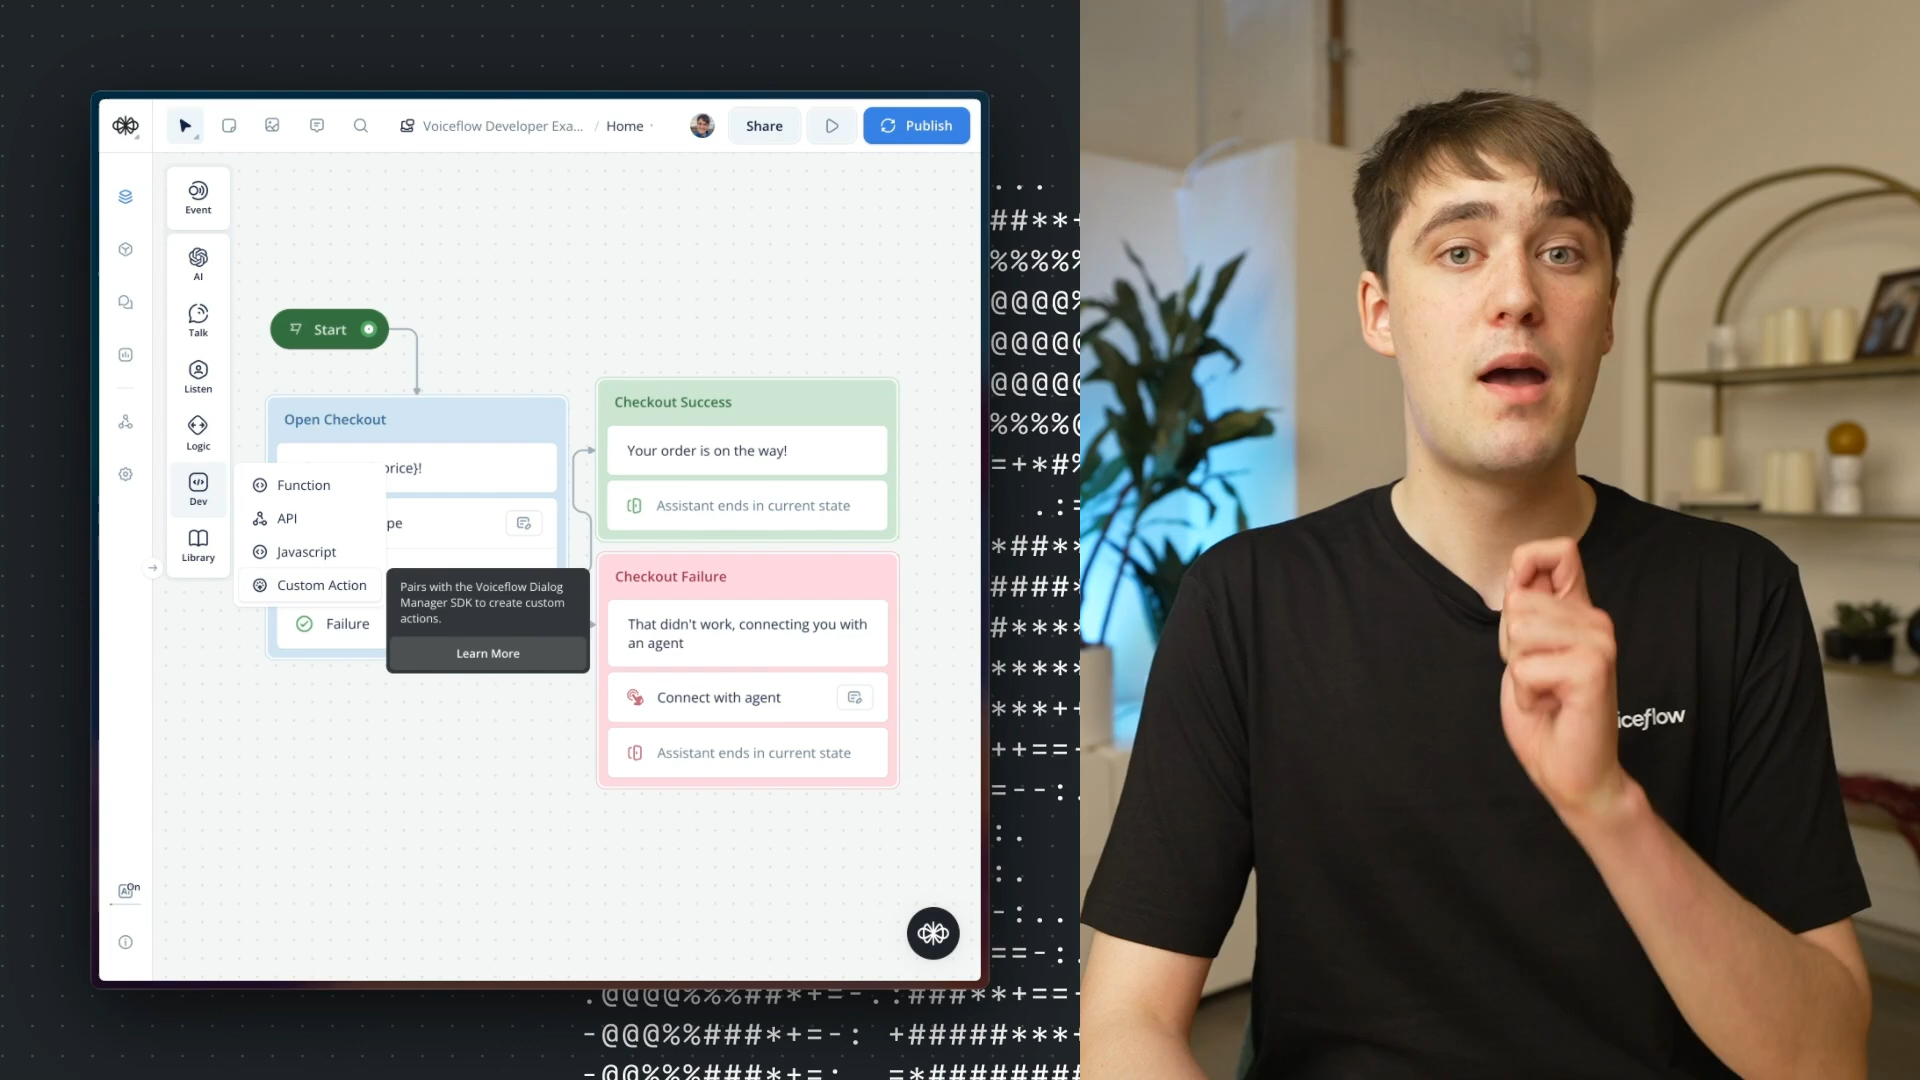 Voiceflow Developer Exa... / Home
Share
Publish
Event
AI
Talk
Listen
Logic
Dev
Library
Function
API
Javascript
Custom Action
Pairs with the Voiceflow Dialog
Manager SDK to create custom
actions.
Learn More
Start
Open Checkout
price}!
pe
Failure
Checkout Success
Your order is on the way!
Assistant ends in current state
Checkout Failure
That didn't work, connecting you with
an agent
Connect with agent
Assistant ends in current state
On
iceflow